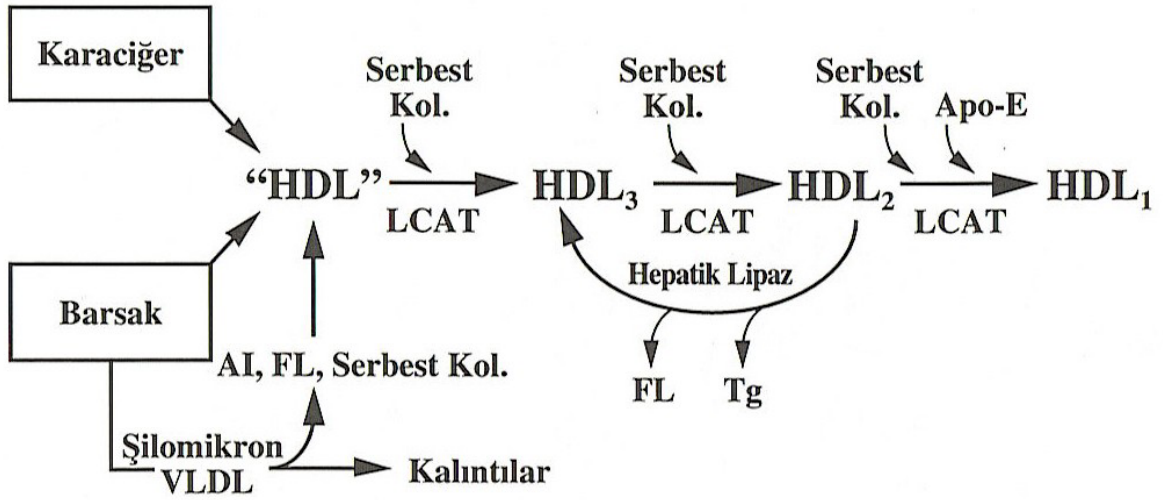 Karaciğer
Serbest
Kol.
Serbest
Kol.
Serbest
Kol.
Apo-E
“HDL”
LCAT
HDL₃
LCAT
HDL₂
LCAT
HDL₁
Hepatik Lipaz
Barsak
AI, FL, Serbest Kol.
FL
Tg
Şilomikron
VLDL
Kalıntılar